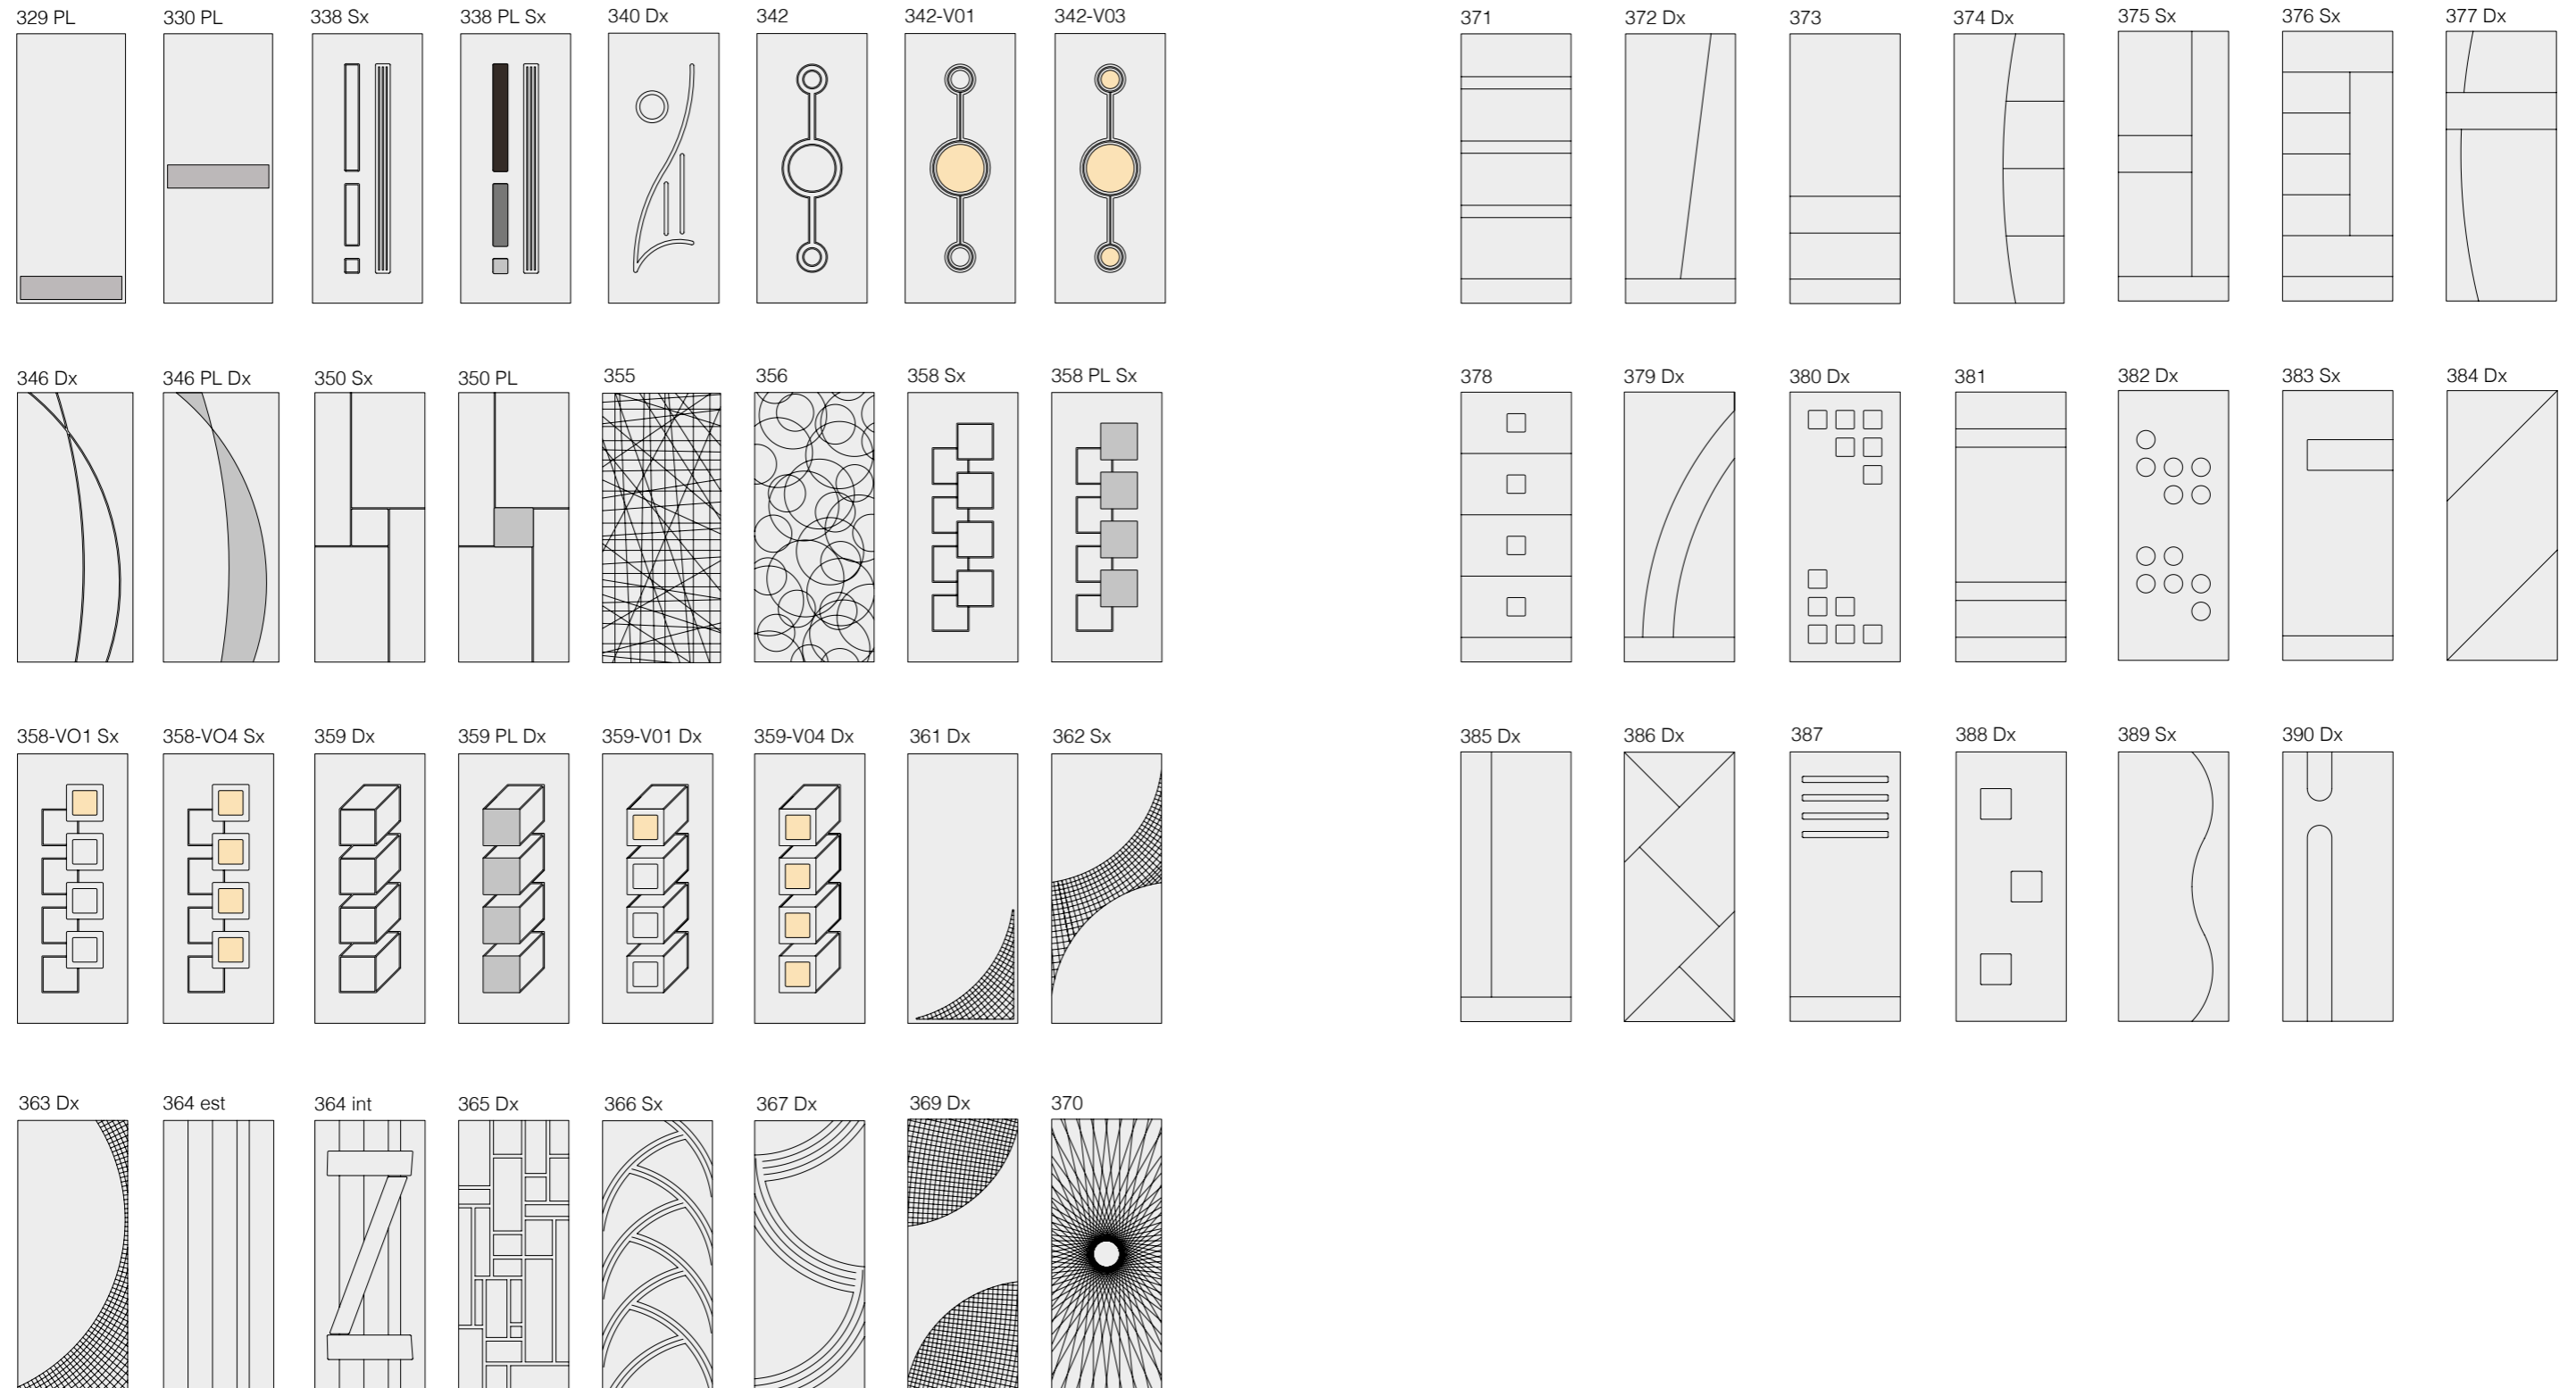 329 PL
330 PL
338 Sx
338 PL Sx
340 Dx
342
342-V01
342-V03
346 Dx
346 PL Dx
350 Sx
350 PL
355
356
358 Sx
358 PL Sx
358-VO1 Sx
358-VO4 Sx
359 Dx
359 PL Dx
359-V01 Dx
359-V04 Dx
361 Dx
362 Sx
363 Dx
364 est
364 int
365 Dx
366 Sx
367 Dx
369 Dx
370
371
372 Dx
373
374 Dx
375 Sx
376 Sx
377 Dx
378
379 Dx
380 Dx
381
382 Dx
383 Sx
384 Dx
385 Dx
386 Dx
387
388 Dx
389 Sx
390 Dx